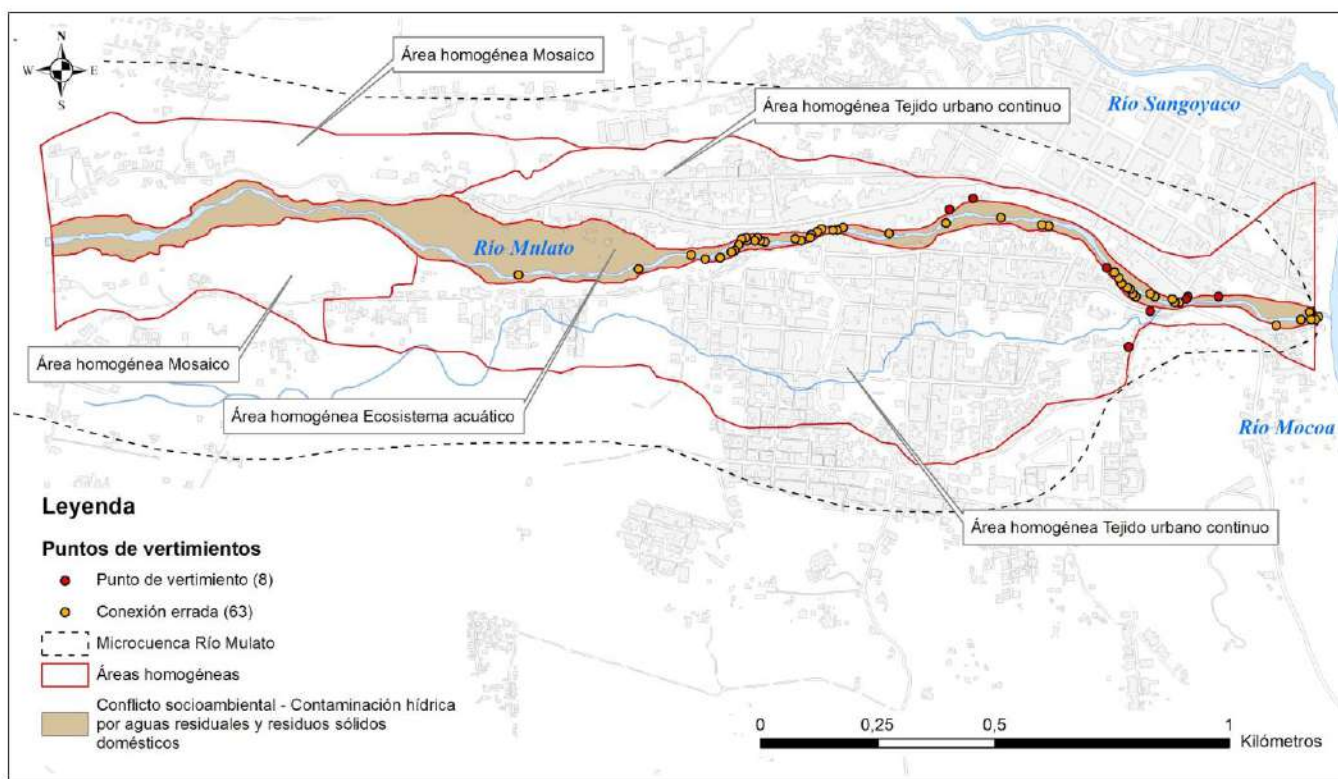 N
W E
S
Área homogénea Mosaico
Área homogénea Tejido urbano continuo
Río Sangoyaco
Río Mulato
Área homogénea Mosaico
Área homogénea Ecosistema acuático
Río Mocoa
Área homogénea Tejido urbano continuo
Leyenda
Puntos de vertimientos
Punto de vertimiento (8)
Conexión errada (63)
Microcuenca Río Mulato
Áreas homogéneas
Conflicto socioambiental - Contaminación hídrica
por aguas residuales y residuos sólidos
domésticos
0 0,25 0,5 1
Kilómetros